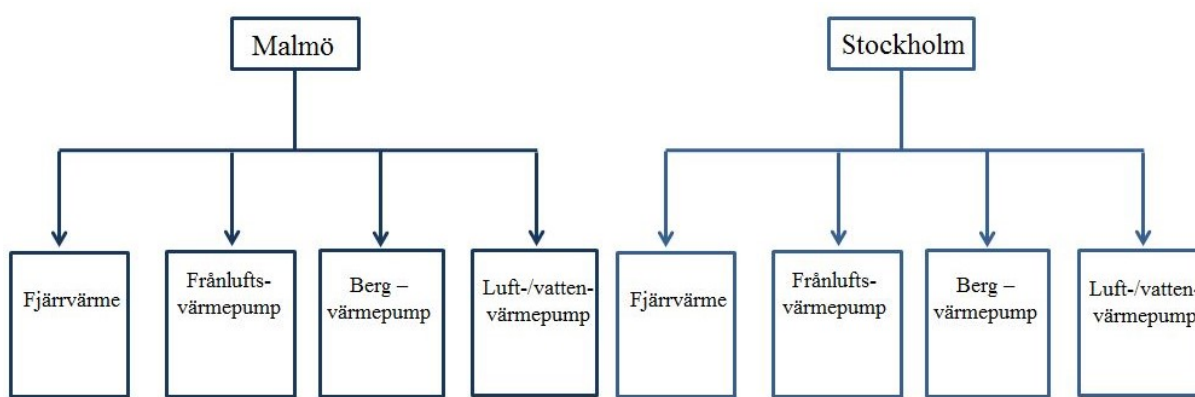 Malmö
Stockholm
Fjärrvärme
Frånlufts-
värmepump
Berg –
värmepump
Luft-/vatten-
värmepump
Fjärrvärme
Frånlufts-
värmepump
Berg –
värmepump
Luft-/vatten-
värmepump